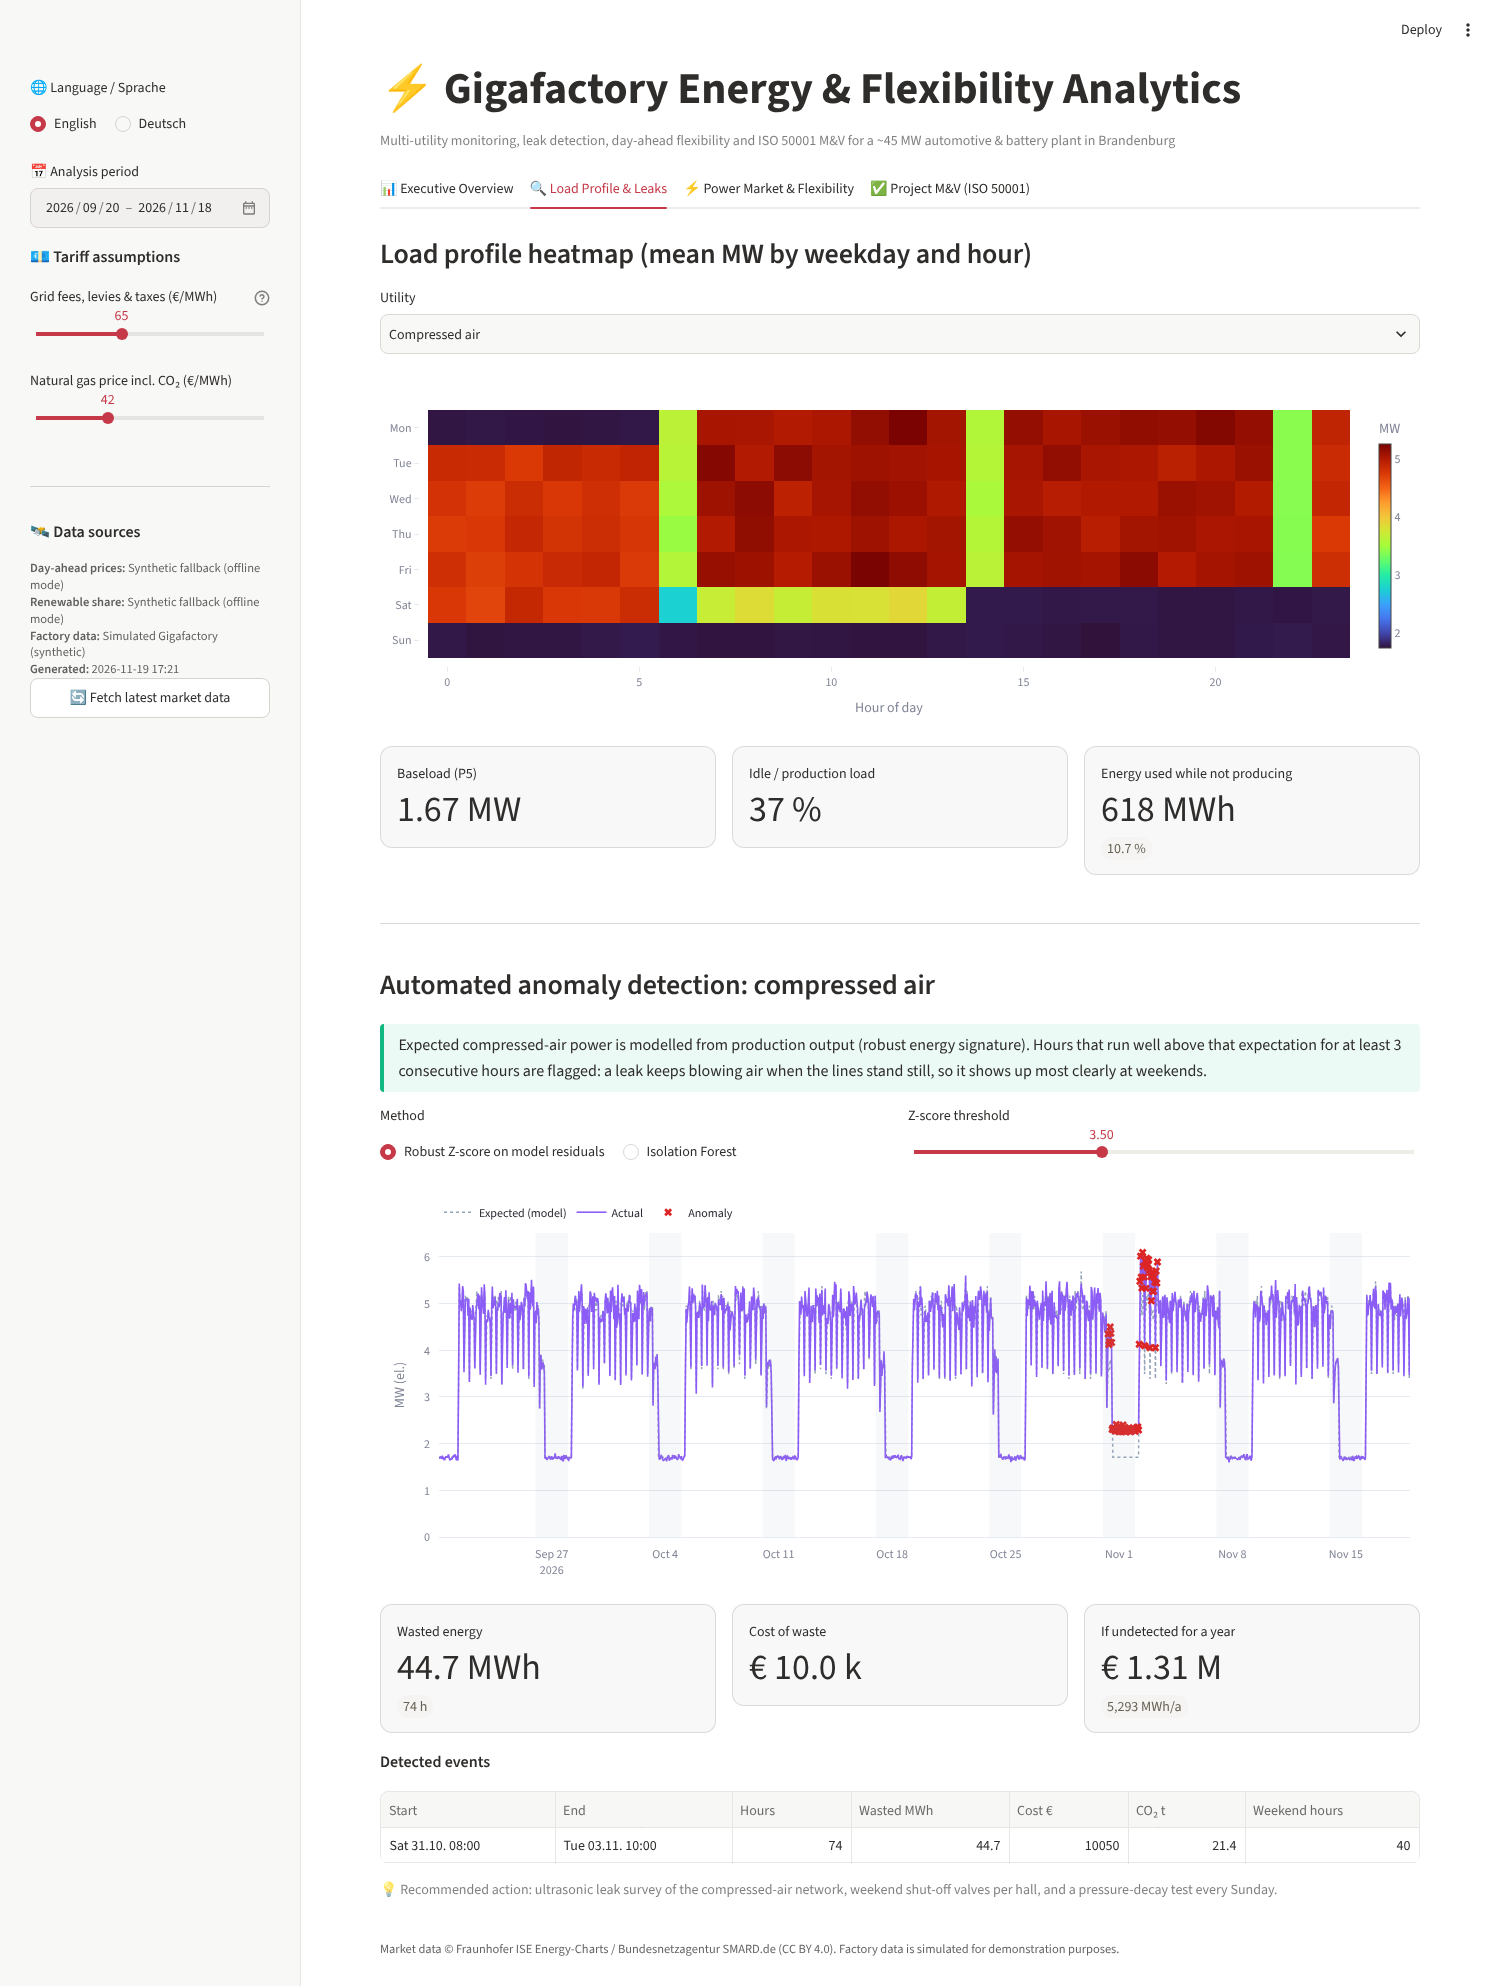 Deploy
🌐 Language / Sprache
English Deutsch
📅 Analysis period
2026 / 09 / 20 – 2026 / 11 / 18
💶 Tariff assumptions
Grid fees, levies & taxes (€/MWh)
65
Natural gas price incl. CO₂ (€/MWh)
42
🛰️ Data sources
Day-ahead prices: Synthetic fallback (offline
mode)
Renewable share: Synthetic fallback (offline
mode)
Factory data: Simulated Gigafactory
(synthetic)
Generated: 2026-11-19 17:21
🔄 Fetch latest market data
⚡ Gigafactory Energy & Flexibility Analytics
Multi-utility monitoring, leak detection, day-ahead flexibility and ISO 50001 M&V for a ~45 MW automotive & battery plant in Brandenburg
📊 Executive Overview 🔍 Load Profile & Leaks ⚡ Power Market & Flexibility ✅ Project M&V (ISO 50001)
Load profile heatmap (mean MW by weekday and hour)
Utility
Compressed air
Mon
Tue
Wed
Thu
Fri
Sat
Sun
0 5 10 15 20
Hour of day
MW
5
4
3
2
Baseload (P5)
1.67 MW
Idle / production load
37 %
Energy used while not producing
618 MWh
10.7 %
Automated anomaly detection: compressed air
Expected compressed-air power is modelled from production output (robust energy signature). Hours that run well above that expectation for at least 3
consecutive hours are flagged: a leak keeps blowing air when the lines stand still, so it shows up most clearly at weekends.
Method
Robust Z-score on model residuals Isolation Forest
Z-score threshold
3.50
Expected (model) Actual Anomaly
MW (el.)
6
5
4
3
2
1
0
Sep 27 Oct 4 Oct 11 Oct 18 Oct 25 Nov 1 Nov 8 Nov 15
2026
Wasted energy
44.7 MWh
74 h
Cost of waste
€ 10.0 k
If undetected for a year
€ 1.31 M
5,293 MWh/a
Detected events
Start End Hours Wasted MWh Cost € CO₂ t Weekend hours
Sat 31.10. 08:00 Tue 03.11. 10:00 74 44.7 10050 21.4 40
💡 Recommended action: ultrasonic leak survey of the compressed-air network, weekend shut-off valves per hall, and a pressure-decay test every Sunday.
Market data © Fraunhofer ISE Energy-Charts / Bundesnetzagentur SMARD.de (CC BY 4.0). Factory data is simulated for demonstration purposes.